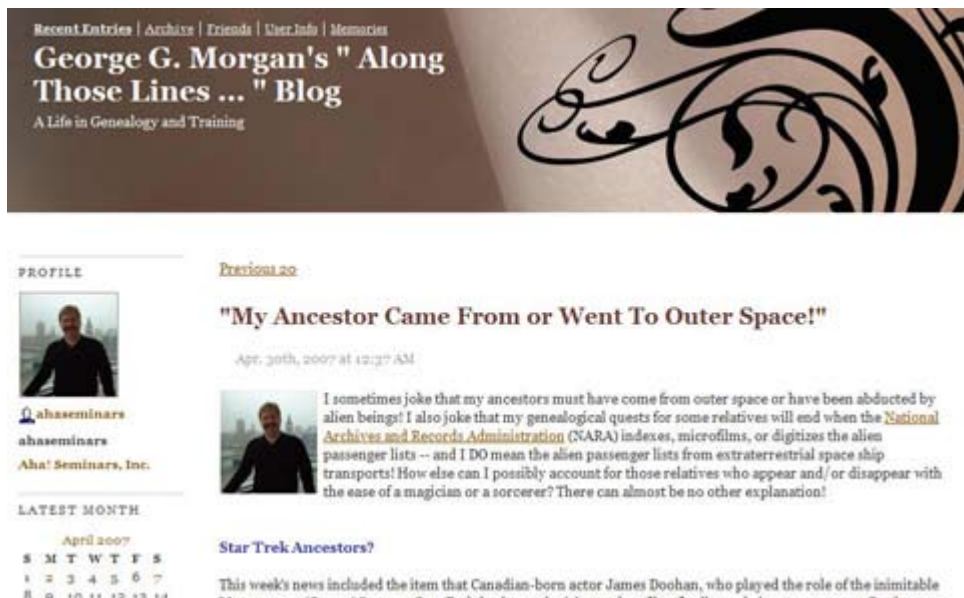 Recent Entries | Archive | Friends | User Info | Memories
George G. Morgan's " Along
Those Lines ... " Blog
A Life in Genealogy and Training
PROFILE
ahaseminars
ahaseminars
Aha! Seminars, Inc.
LATEST MONTH
April 2007
S M T W T F S
1 2 3 4 5 6 7
8 9 10 11 12 13 14
Previous 20
"My Ancestor Came From or Went To Outer Space!"
Apr. 30th, 2007 at 12:37 AM
I sometimes joke that my ancestors must have come from outer space or have been abducted by
alien beings! I also joke that my genealogical quests for some relatives will end when the National
Archives and Records Administration (NARA) indexes, microfilms, or digitizes the alien
passenger lists -- and I DO mean the alien passenger lists from extraterrestrial space ship
transports! How else can I possibly account for those relatives who appear and/or disappear with
the ease of a magician or a sorcerer? There can almost be no other explanation!
Star Trek Ancestors?
This week's news included the item that Canadian-born actor James Doohan, who played the role of the inimitable